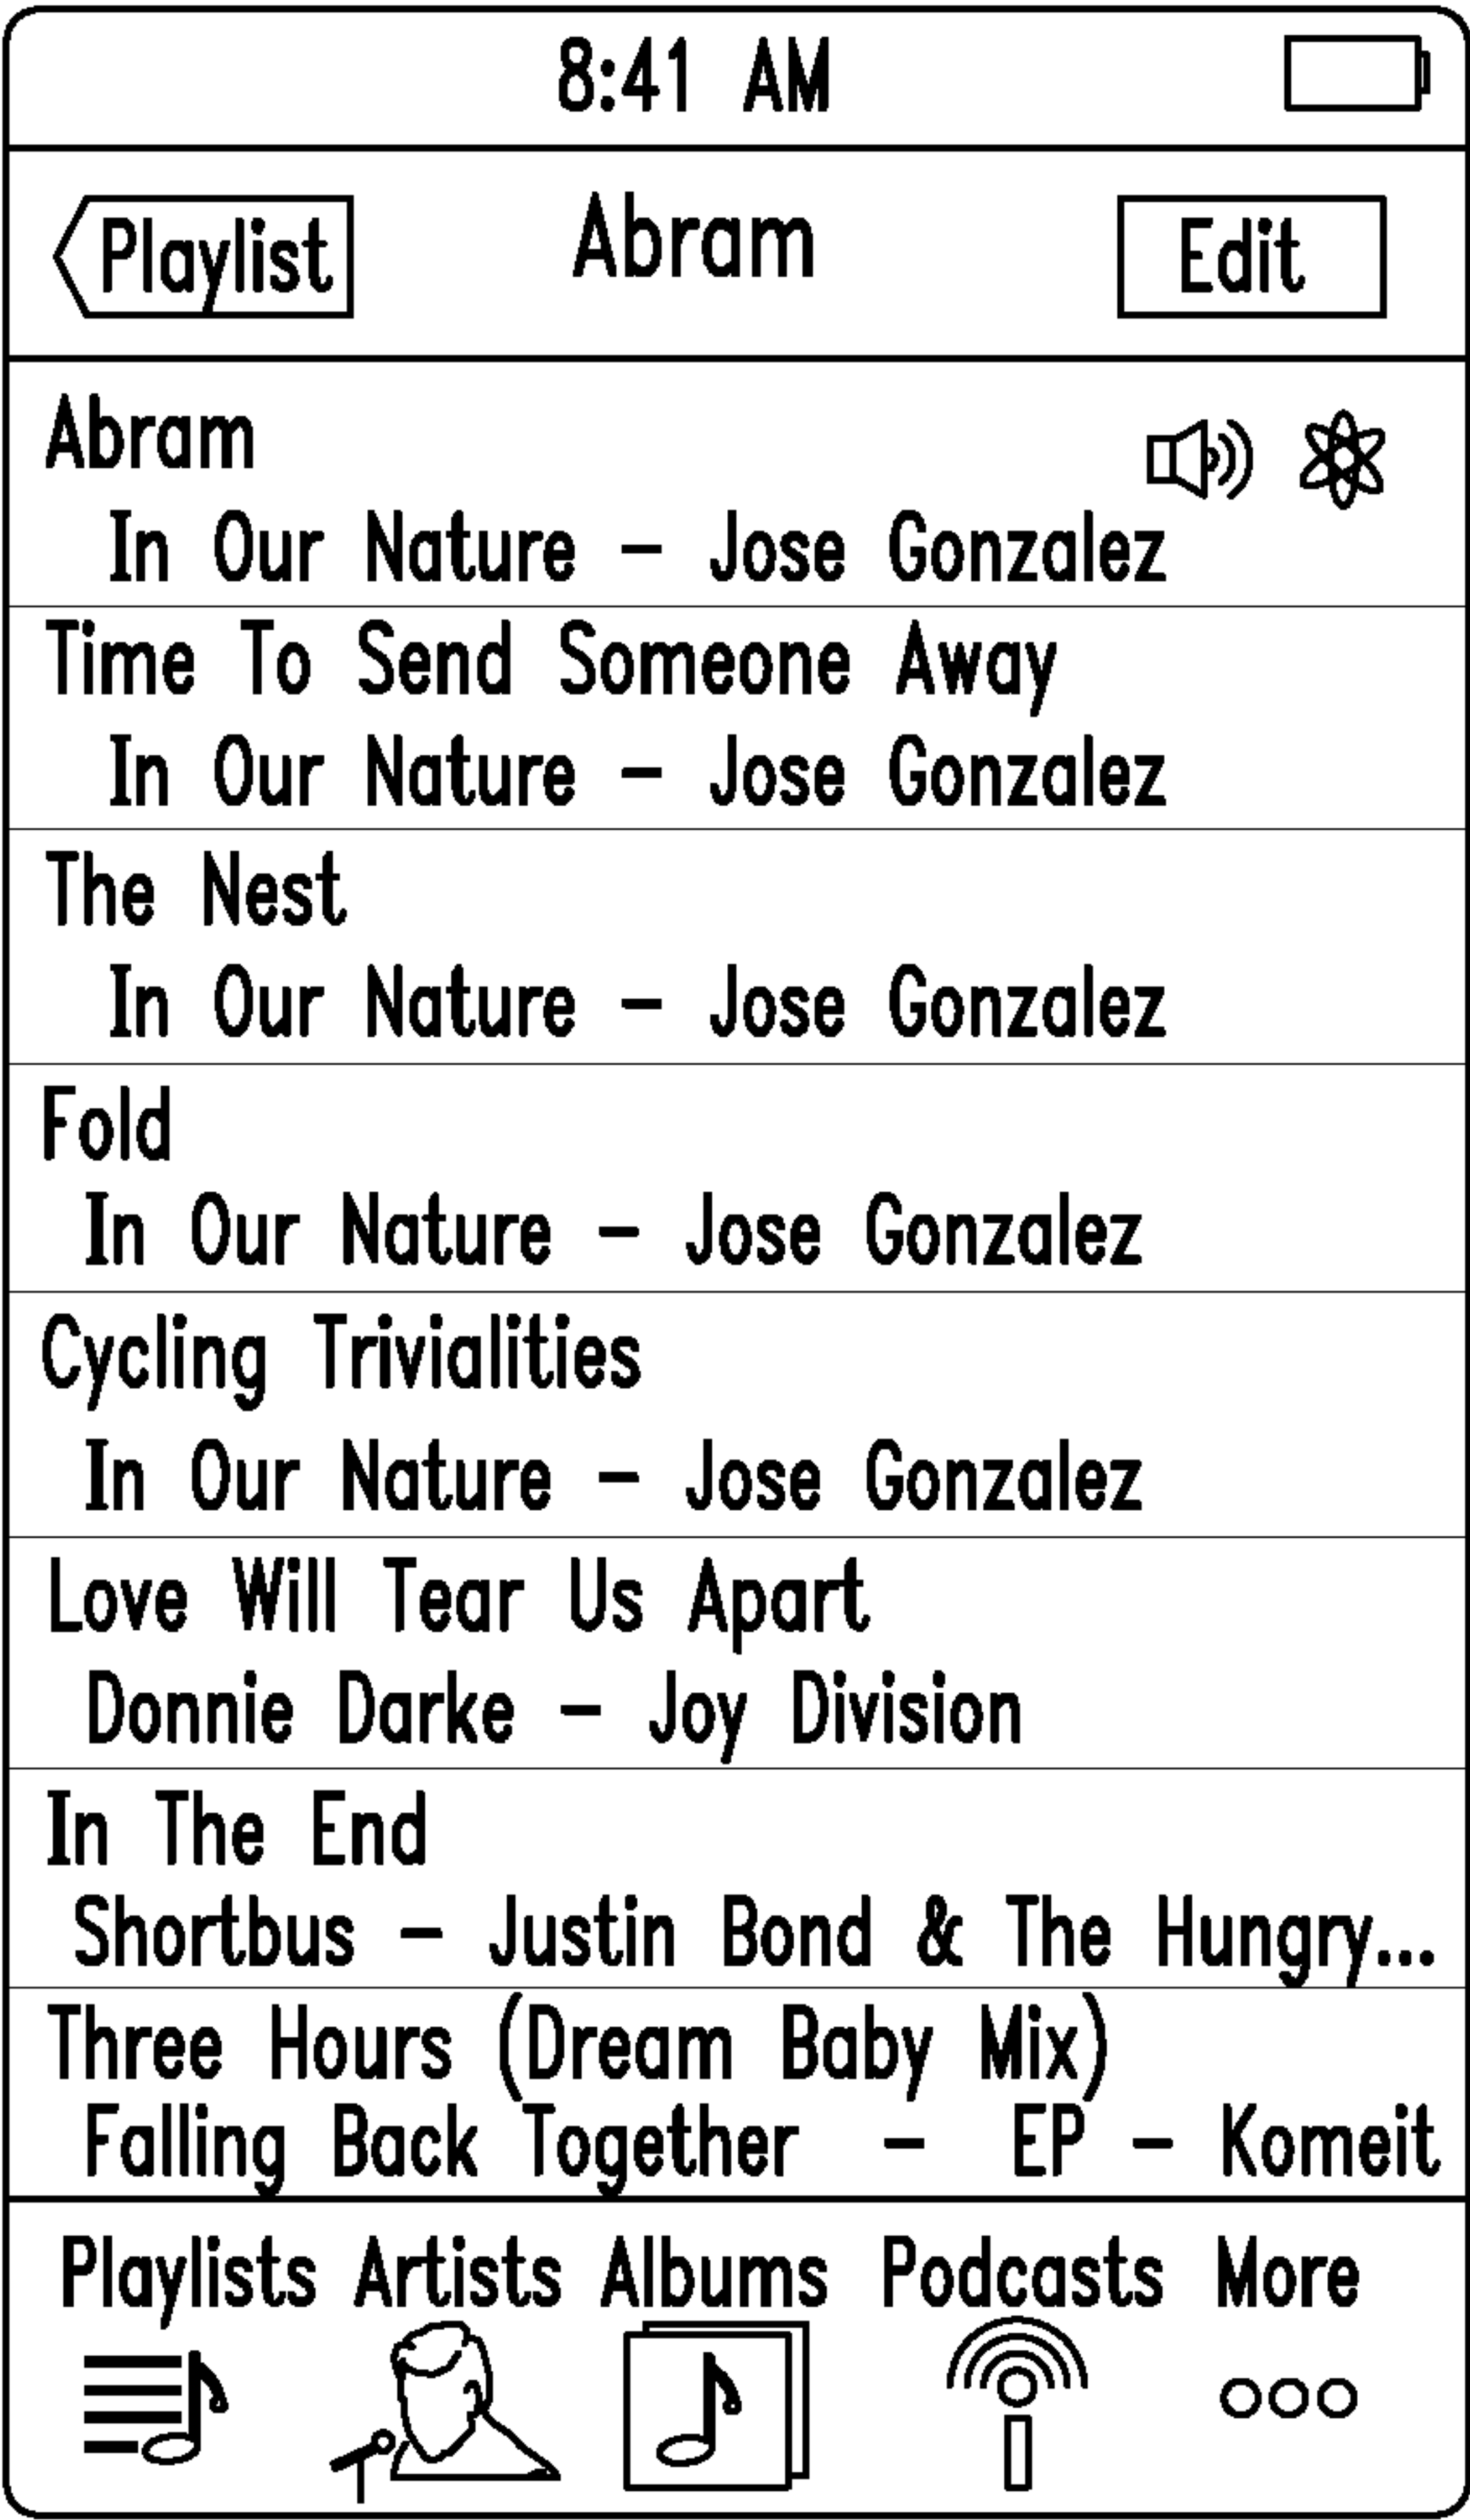 8:41 AM
Playlist Abram Edit
Abram
In Our Nature - Jose Gonzalez
Time To Send Someone Away
In Our Nature - Jose Gonzalez
The Nest
In Our Nature - Jose Gonzalez
Fold
In Our Nature - Jose Gonzalez
Cycling Trivialities
In Our Nature - Jose Gonzalez
Love Will Tear Us Apart
Donnie Darke - Joy Division
In The End
Shortbus - Justin Bond & The Hungry...
Three Hours (Dream Baby Mix)
Falling Back Together - EP - Komeit
Playlists Artists Albums Podcasts More